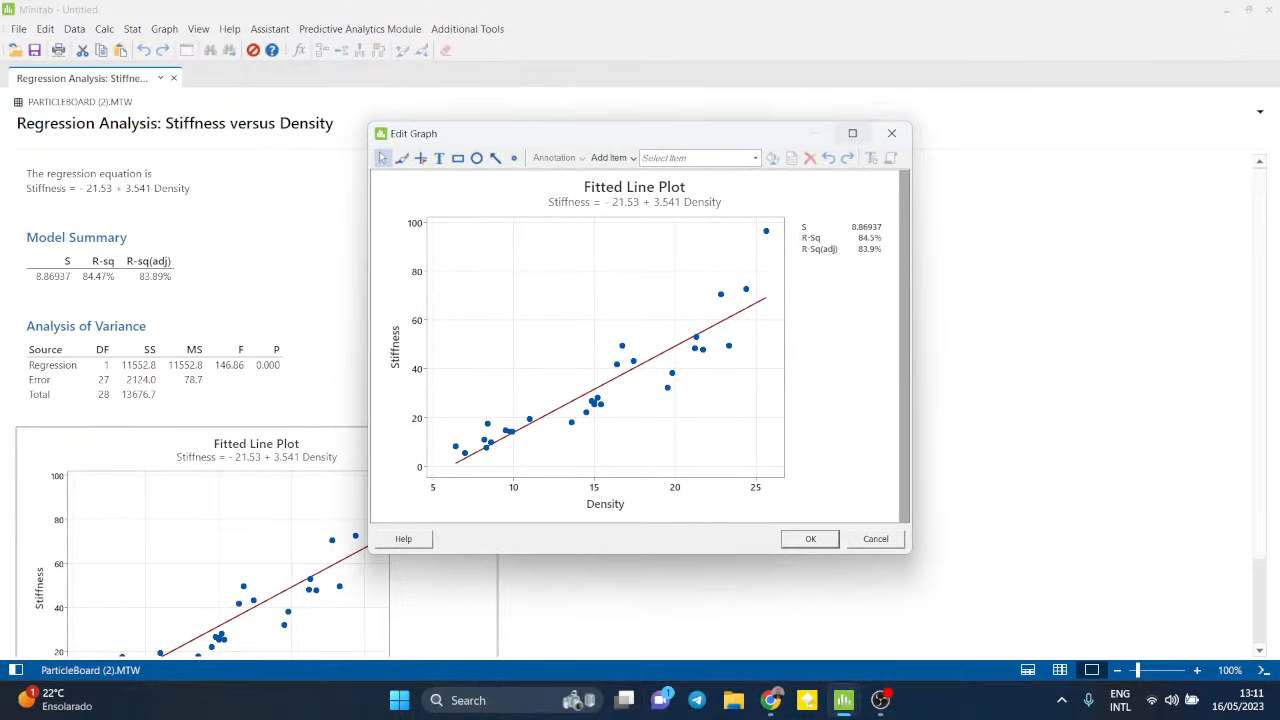 Minitab - Untitled
File Edit Data Calc Stat Graph View Help Assistant Predictive Analytics Module Additional Tools
Regression Analysis: Stiffne...
PARTICLEBOARD (2).MTW
Regression Analysis: Stiffness versus Density
The regression equation is
Stiffness = - 21.53 + 3.541 Density
Model Summary
S R-sq R-sq(adj)
8.86937 84.47% 83.89%
Analysis of Variance
Source DF SS MS F P
Regression 1 11552.8 11552.8 146.86 0.000
Error 27 2124.0 78.7
Total 28 13676.7
Fitted Line Plot
Stiffness = - 21.53 + 3.541 Density
100
80
60
40
20
Stiffness
Edit Graph
Annotation Add Item Select Item
Fitted Line Plot
Stiffness = - 21.53 + 3.541 Density
S 8.86937
R-Sq 84.5%
R-Sq(adj) 83.9%
100
80
60
40
20
0
Stiffness
5 10 15 20 25
Density
Help OK Cancel
ParticleBoard (2).MTW
100%
1
22°C
Ensolarado
Search
1
ENG
INTL
13:11
16/05/2023